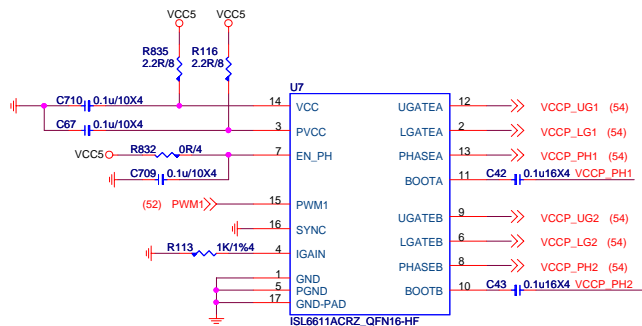 VCC5 VCC5
R835 R116
2.2R/8 2.2R/8
U7
C710 0.1u/10X4 14 VCC UGATEA 12 VCCP_UG1 (54)
C67 0.1u/10X4 3 PVCC LGATEA 2 VCCP_LG1 (54)
VCC5 R832 0R/4 7 EN_PH PHASEA 13 VCCP_PH1 (54)
C709 0.1u/10X4 BOOTA 11 C42 0.1u16X4 VCCP_PH1
(52) PWM1 15 PWM1
UGATEB 9 VCCP_UG2 (54)
16 SYNC
LGATEB 6 VCCP_LG2 (54)
R113 1K/1%4 4 IGAIN
PHASEB 8 VCCP_PH2 (54)
1 GND
5 PGND BOOTB 10 C43 0.1u16X4 VCCP_PH2
17 GND-PAD
ISL6611ACRZ_QFN16-HF